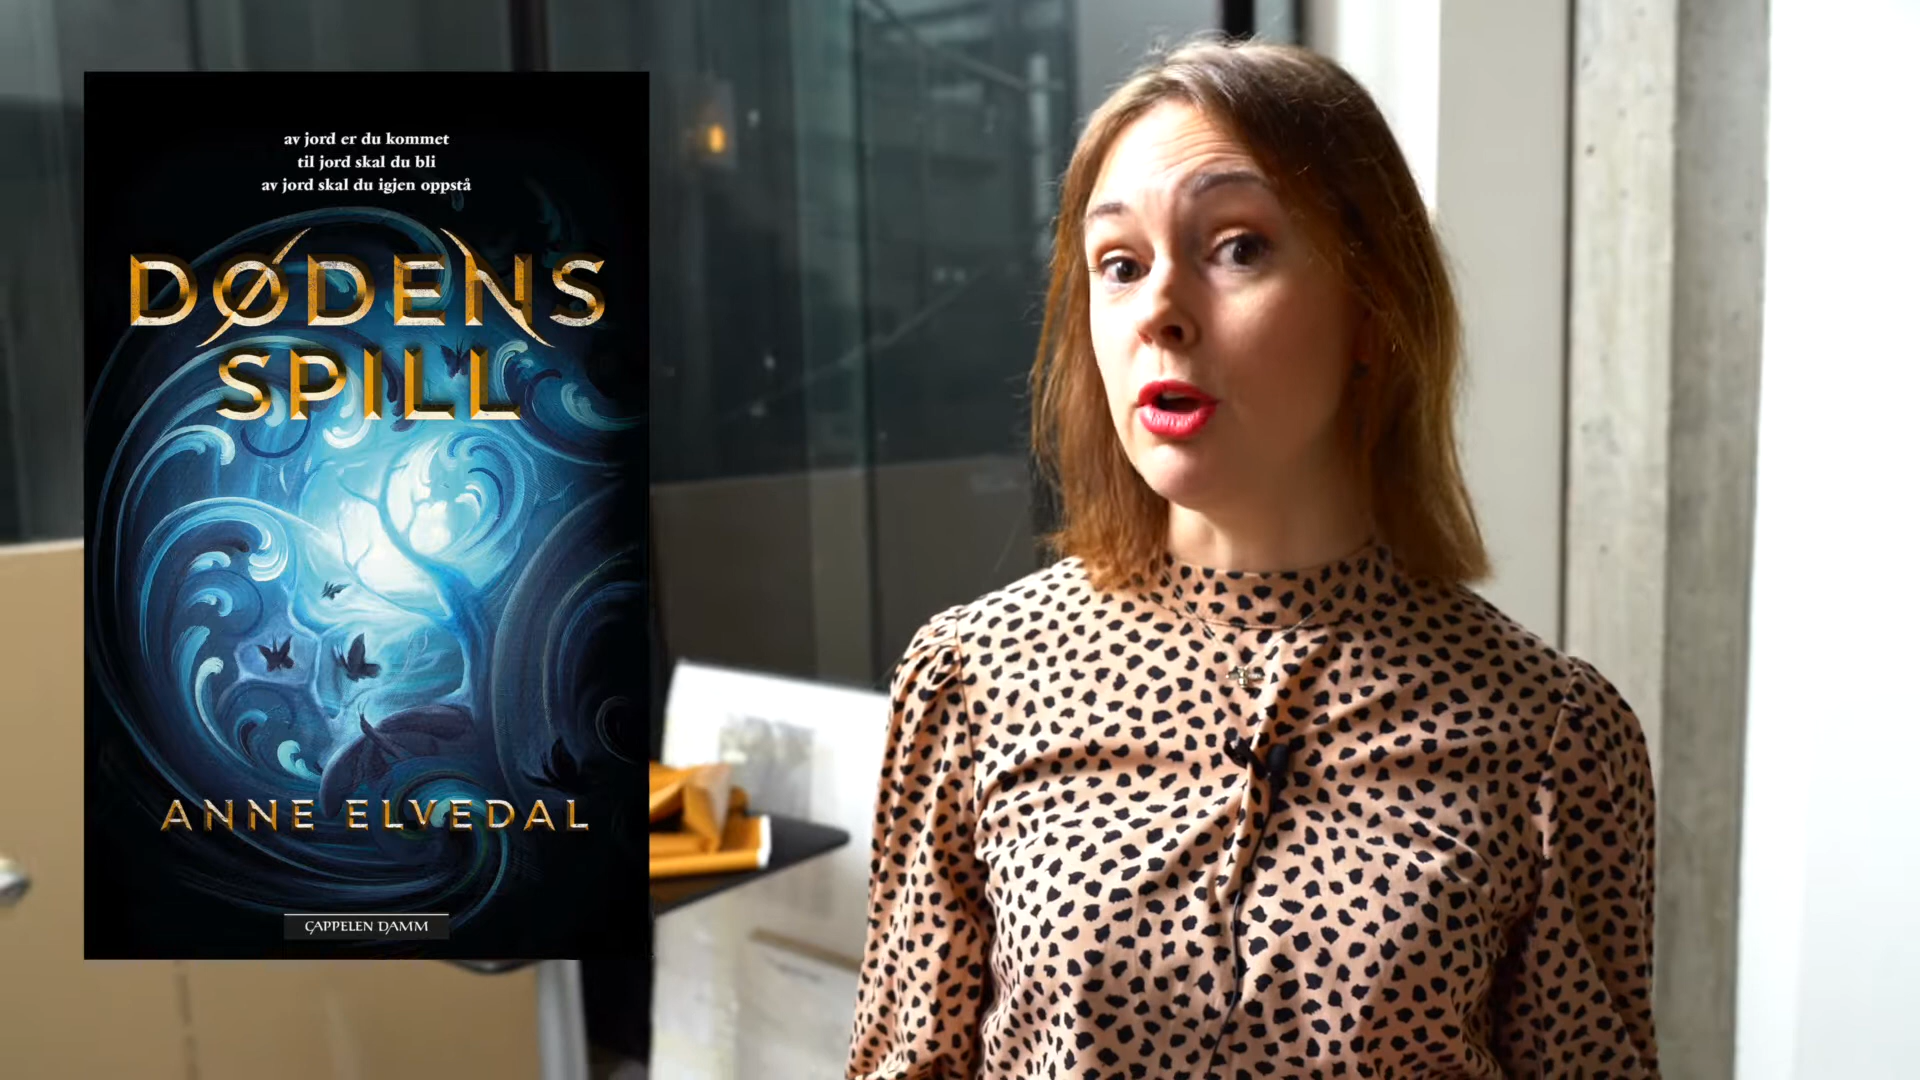 av jord er du kommet
til jord skal du bli
av jord skal du igjen oppstå
DØDENS
SPILL
ANNE ELVEDAL
CAPPELEN DAMM